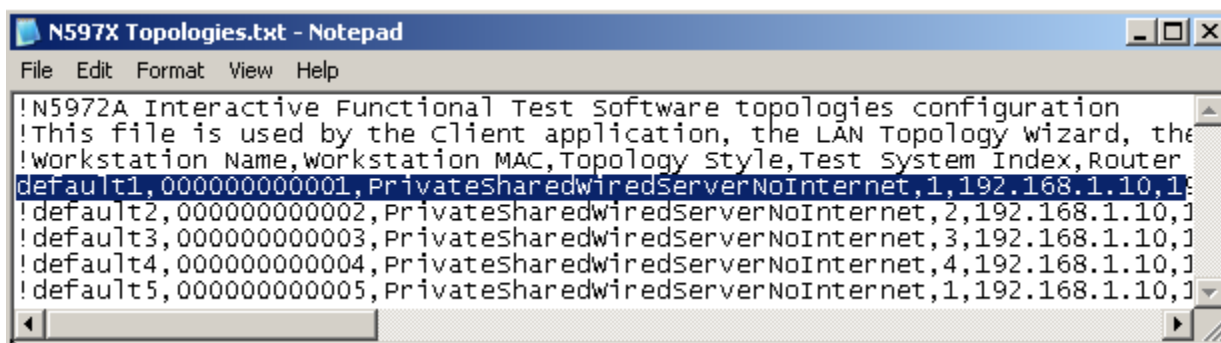 N597X Topologies.txt - Notepad
File Edit Format View Help
!N5972A Interactive Functional Test Software topologies configuration
!This file is used by the Client application, the LAN Topology Wizard, the
!Workstation Name,Workstation MAC,Topology Style,Test System Index,Router
default1,000000000001,PrivateSharedWiredServerNoInternet,1,192.168.1.10,1
!default2,000000000002,PrivateSharedWiredServerNoInternet,2,192.168.1.10,1
!default3,000000000003,PrivateSharedWiredServerNoInternet,3,192.168.1.10,1
!default4,000000000004,PrivateSharedWiredServerNoInternet,4,192.168.1.10,1
!default5,000000000005,PrivateSharedWiredServerNoInternet,1,192.168.1.10,1